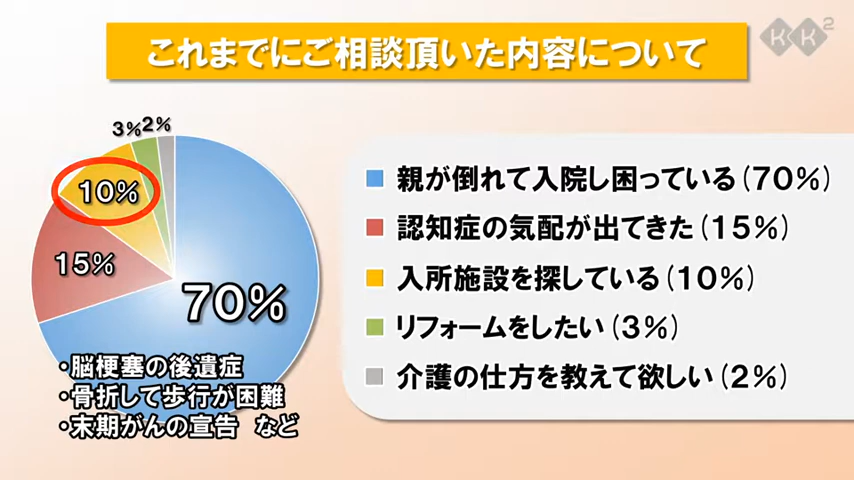 これまでにご相談頂いた内容について
KK2
3%
2%
10%
15%
70%
・脳梗塞の後遺症
・骨折して歩行が困難
・末期がんの宣告 など
親が倒れて入院し困っている(70%)
認知症の気配が出てきた(15%)
入所施設を探している(10%)
リフォームをしたい(3%)
介護の仕方を教えて欲しい(2%)